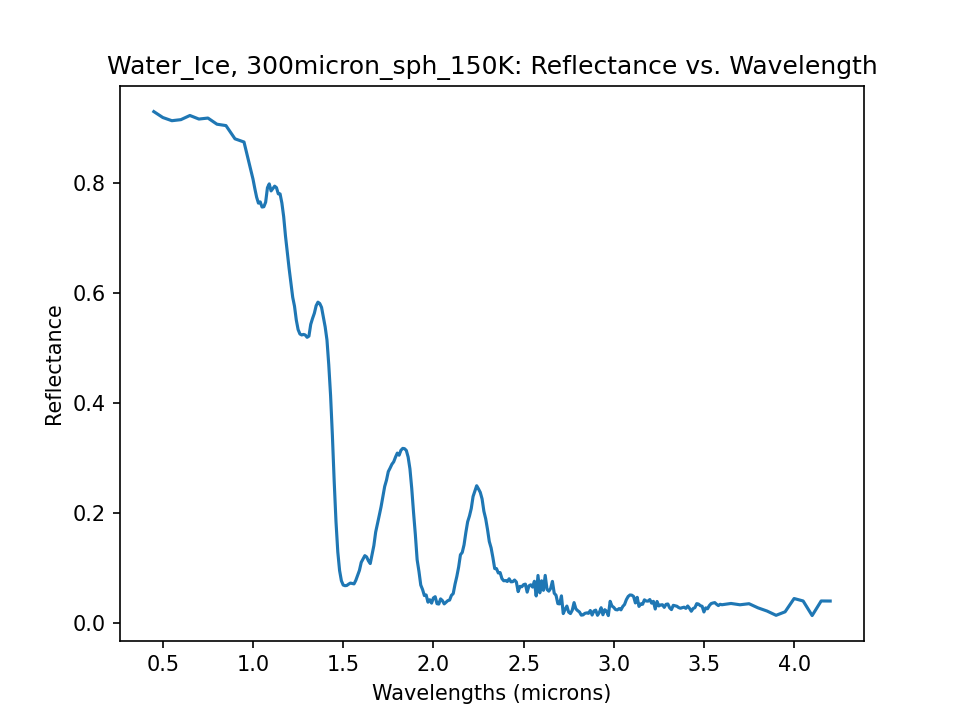 Water_Ice, 300micron_sph_150K: Reflectance vs. Wavelength
Reflectance
0.8
0.6
0.4
0.2
0.0
0.5 1.0 1.5 2.0 2.5 3.0 3.5 4.0
Wavelengths (microns)